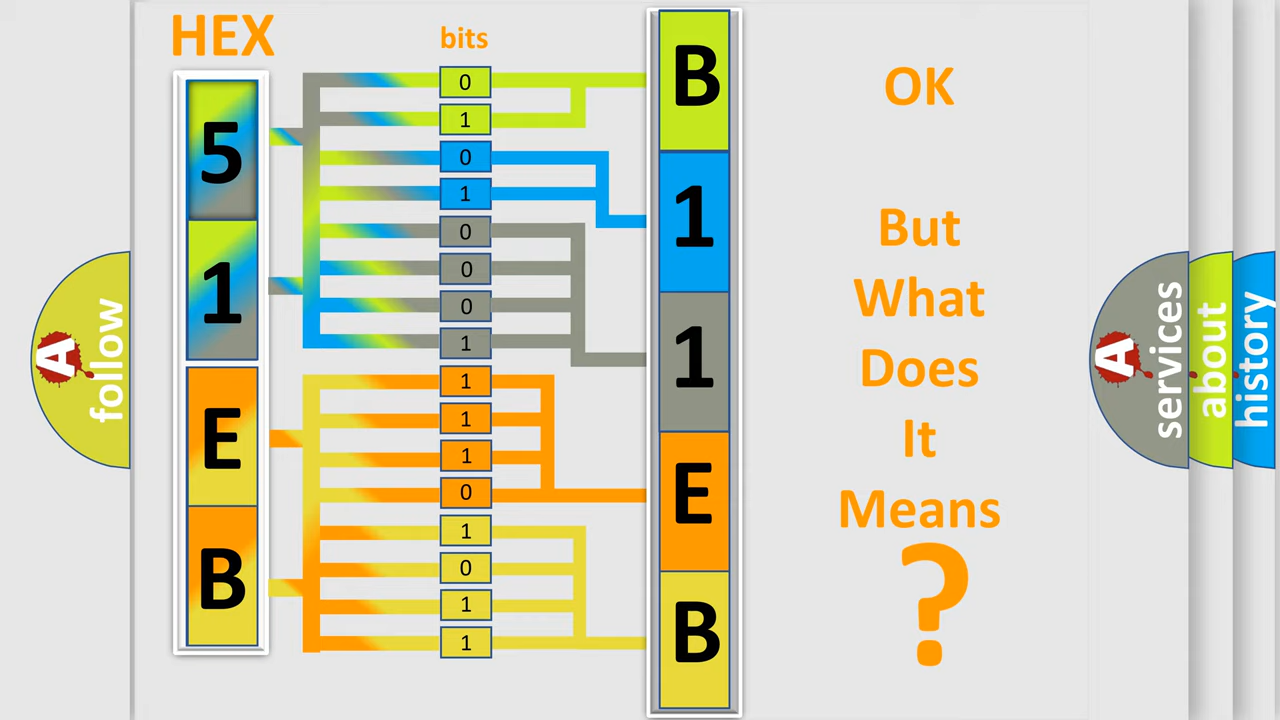 HEX
5
1
E
B
bits
0
1
0
1
0
0
0
1
1
1
1
0
1
0
1
1
B
1
1
E
B
OK
But
What
Does
It
Means
?
A
follow
A
services
about
history